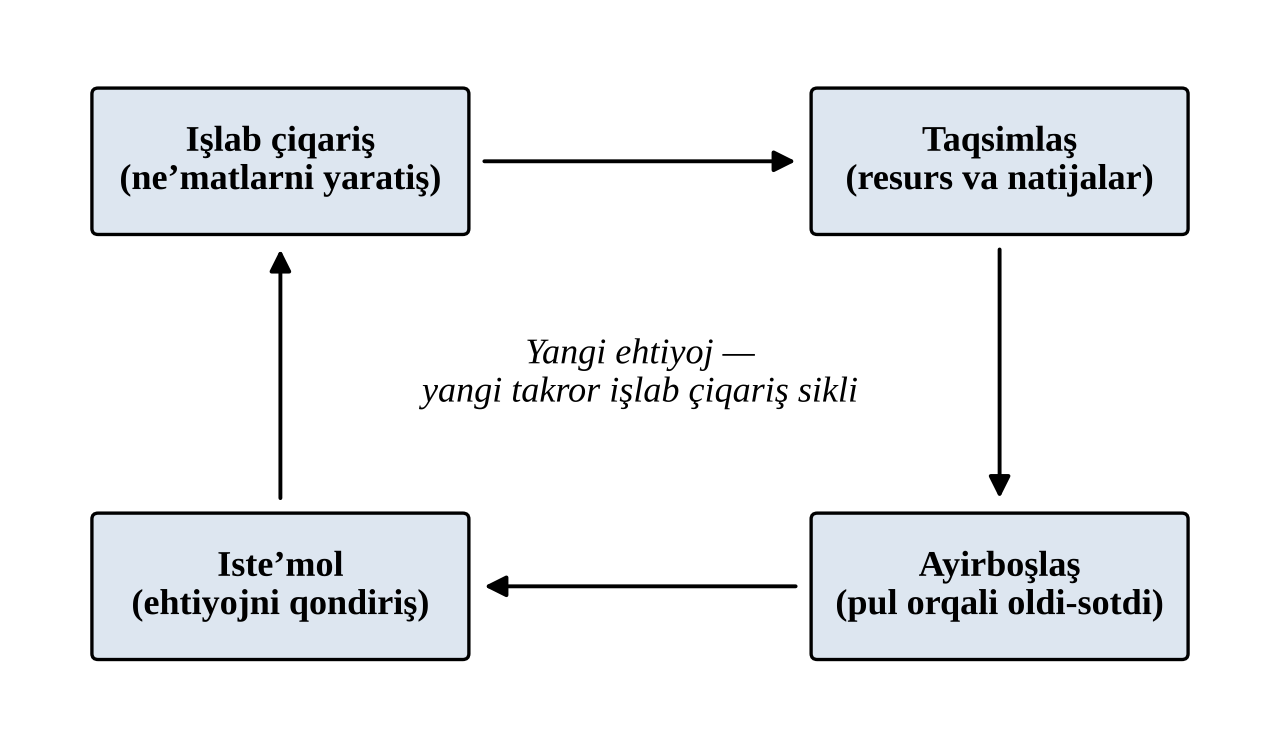 Işlab çiqariş
(ne’matlarni yaratiş)
Taqsimlaş
(resurs va natijalar)
Yangi ehtiyoj —
yangi takror işlab çiqariş sikli
Iste’mol
(ehtiyojni qondiriş)
Ayirboşlaş
(pul orqali oldi-sotdi)